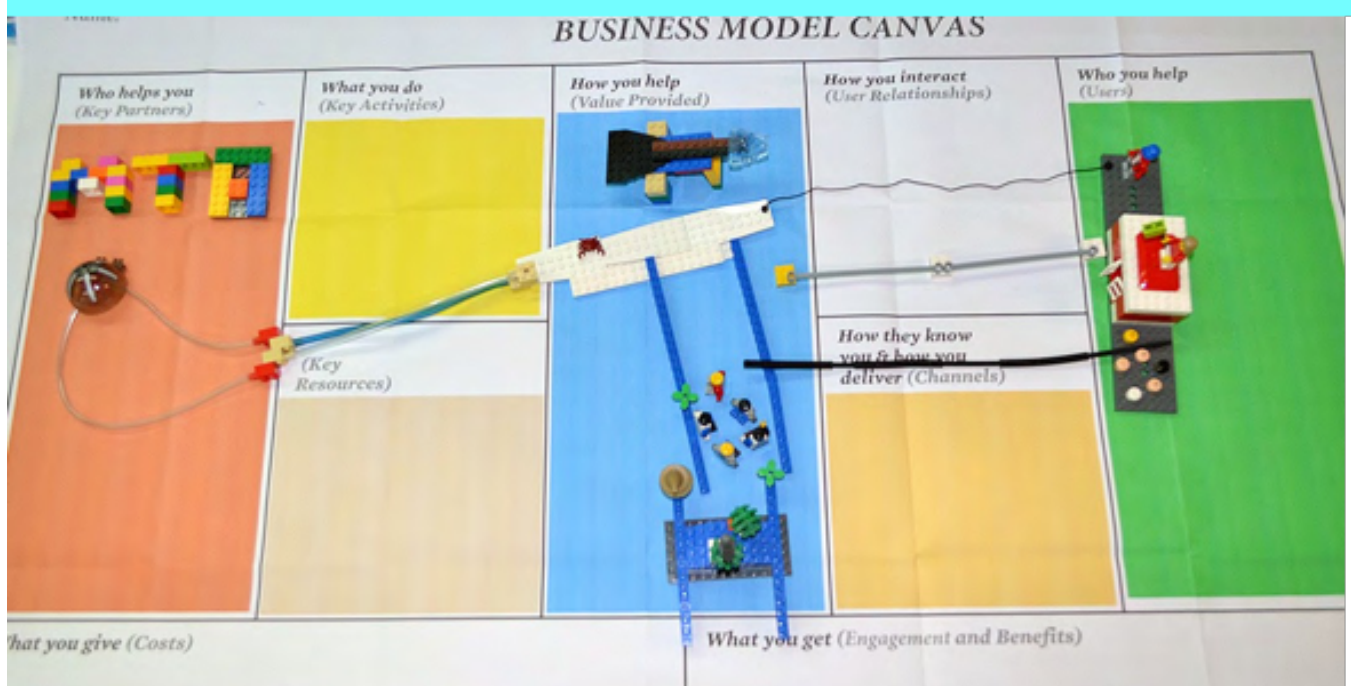 BUSINESS MODEL CANVAS
Who helps you
(Key Partners)
What you do
(Key Activities)
How you help
(Value Provided)
How you interact
(User Relationships)
Who you help
(Users)
(Key
Resources)
How they know
you & how you
deliver (Channels)
What you give (Costs)
What you get (Engagement and Benefits)